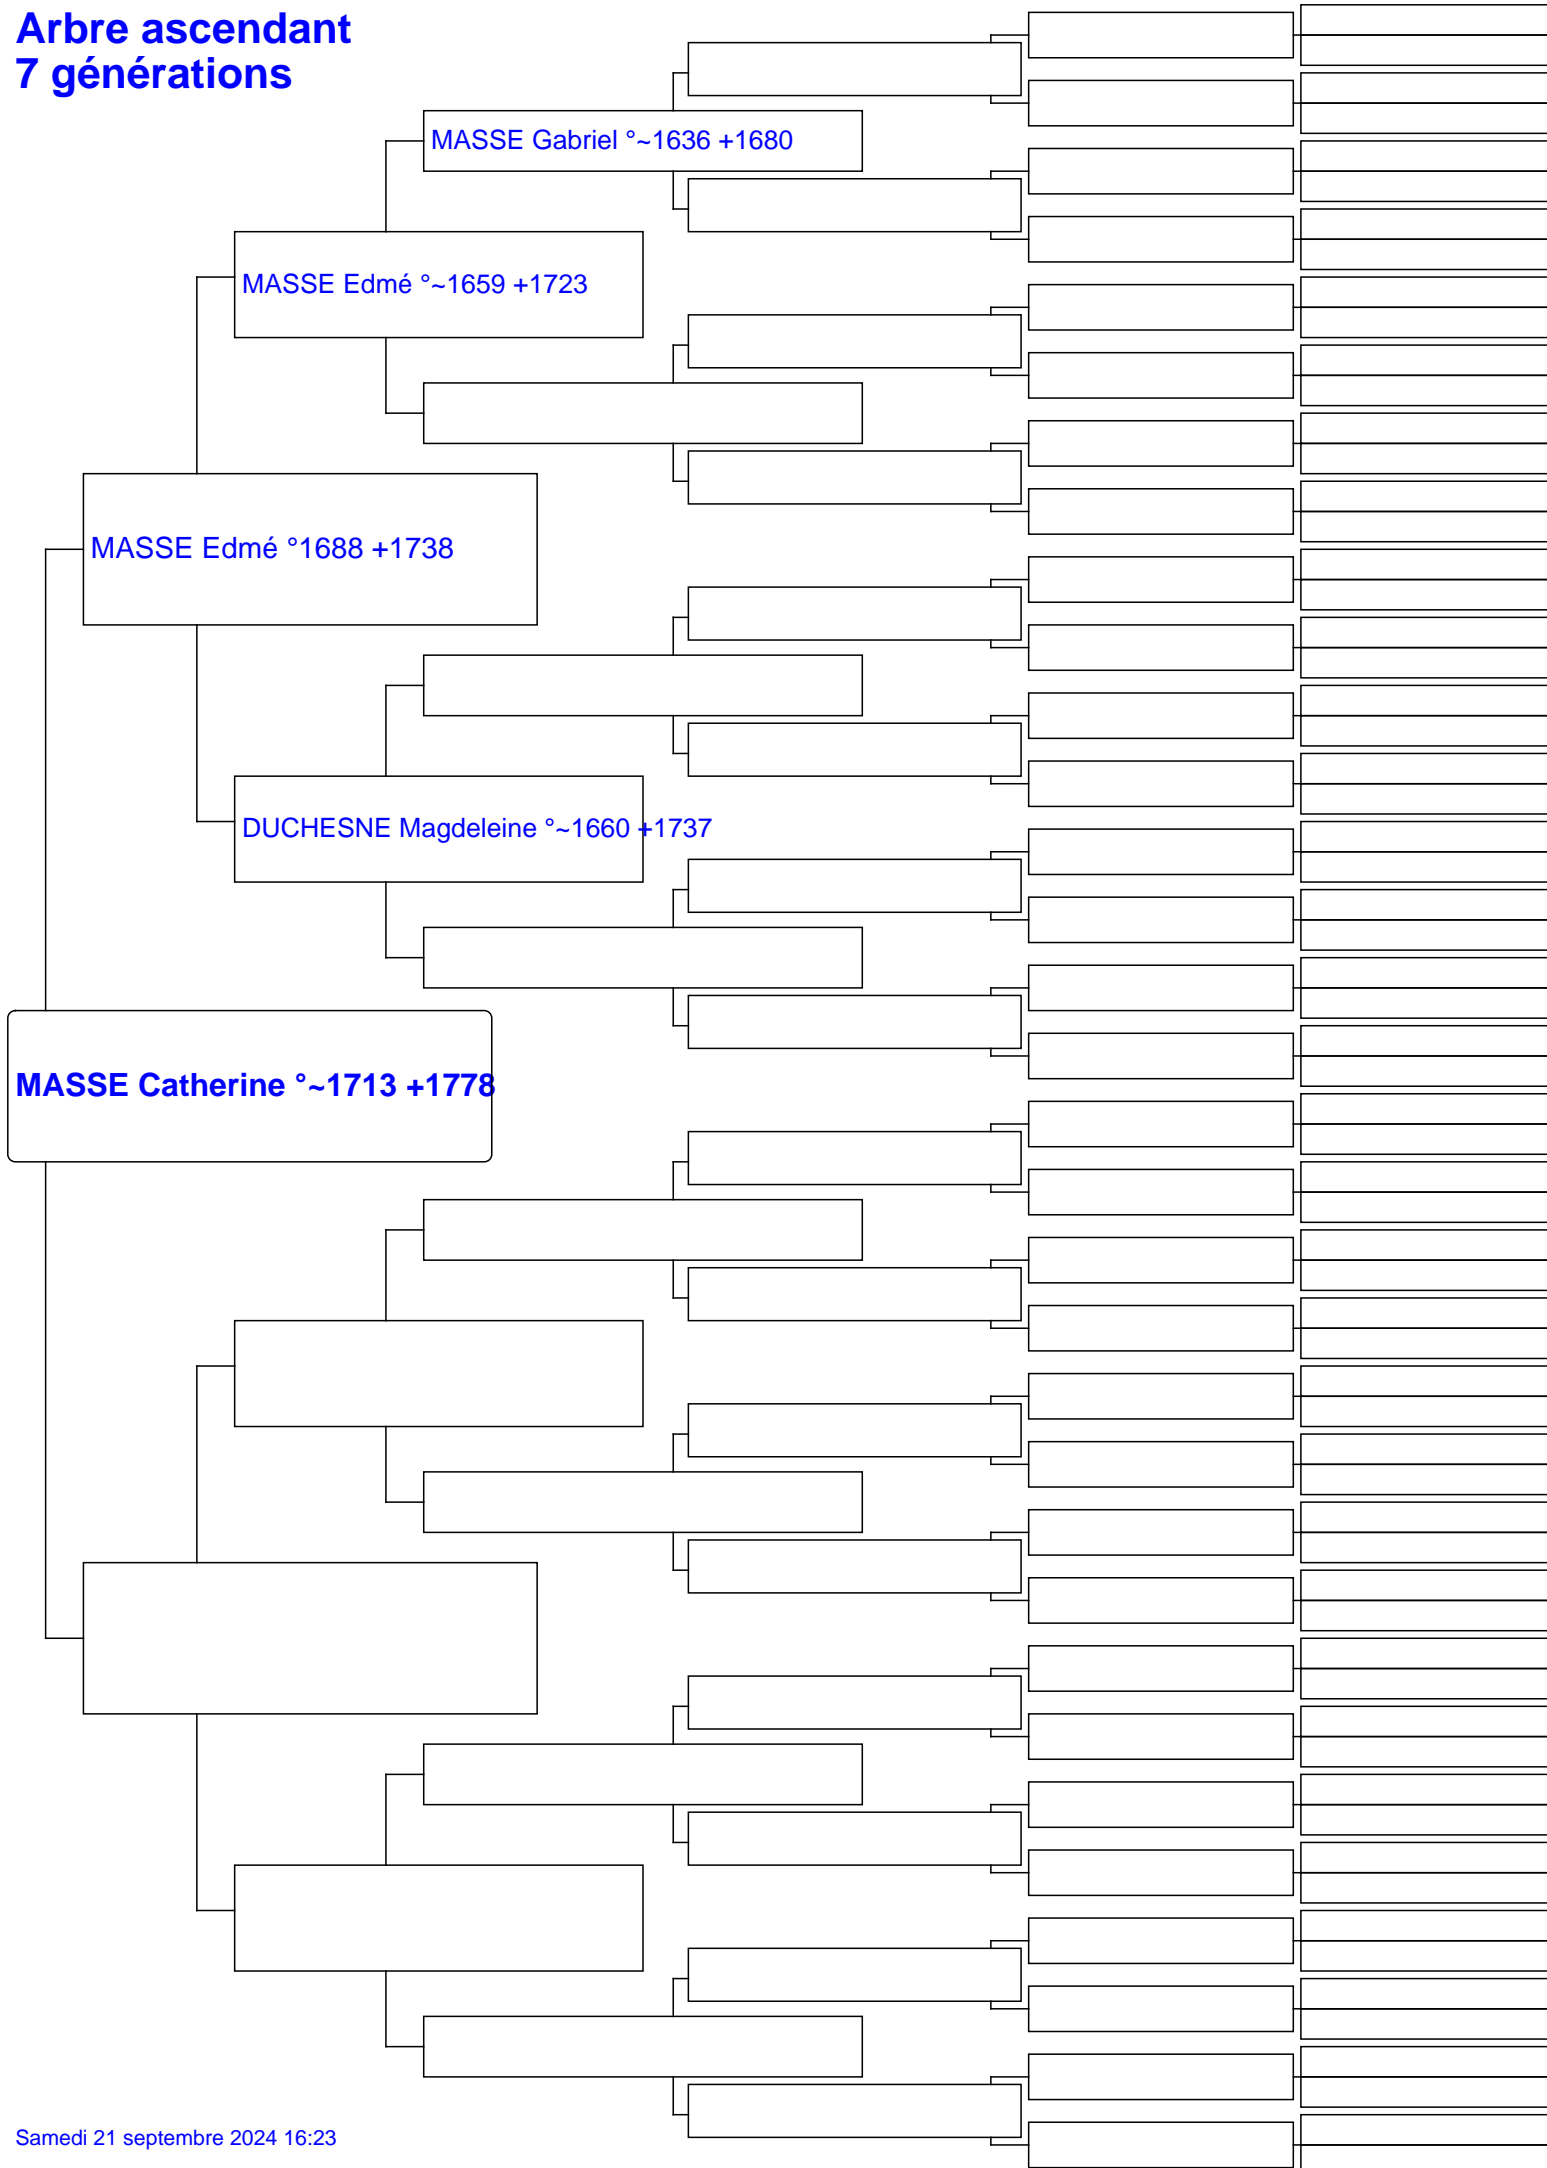 Arbre ascendant
7 générations
MASSE Gabriel °~1636 +1680
MASSE Edmé °~1659 +1723
MASSE Edmé °1688 +1738
DUCHESNE Magdeleine °~1660 +1737
MASSE Catherine °~1713 +1778
Samedi 21 septembre 2024 16:23